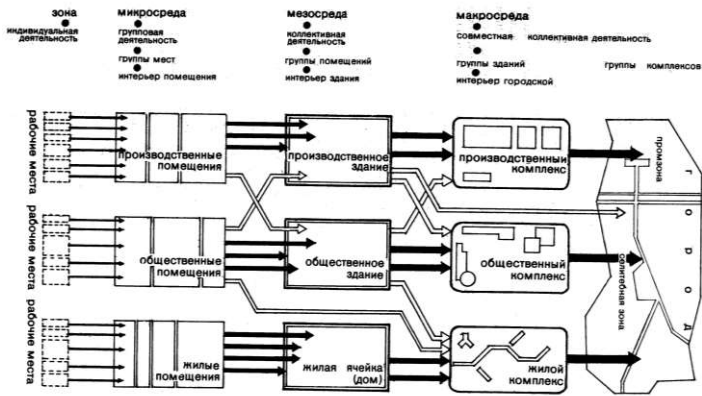 зона
индивидуальная
деятельность
микросреда
групповая
деятельность
группы мест
интерьер помещения
мезосреда
коллективная
деятельность
группы помещений
интерьер здания
макросреда
совместная коллективная деятельность
группы зданий
группы комплексов
интерьер городской
рабочие места
производственные
помещения
производственное
здание
производственный
комплекс
рабочие места
общественные
помещения
общественное
здание
общественный
комплекс
рабочие места
жилые
помещения
жилая ячейка
(дом)
жилой
комплекс
промзона
город
селитебная зона